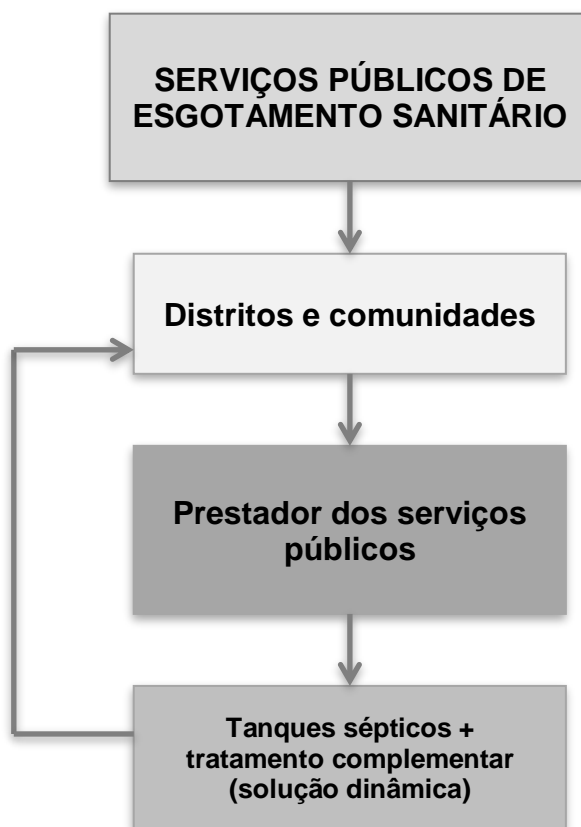 SERVIÇOS PÚBLICOS DE
ESGOTAMENTO SANITÁRIO
Distritos e comunidades
Prestador dos serviços
públicos
Tanques sépticos +
tratamento complementar
(solução dinâmica)